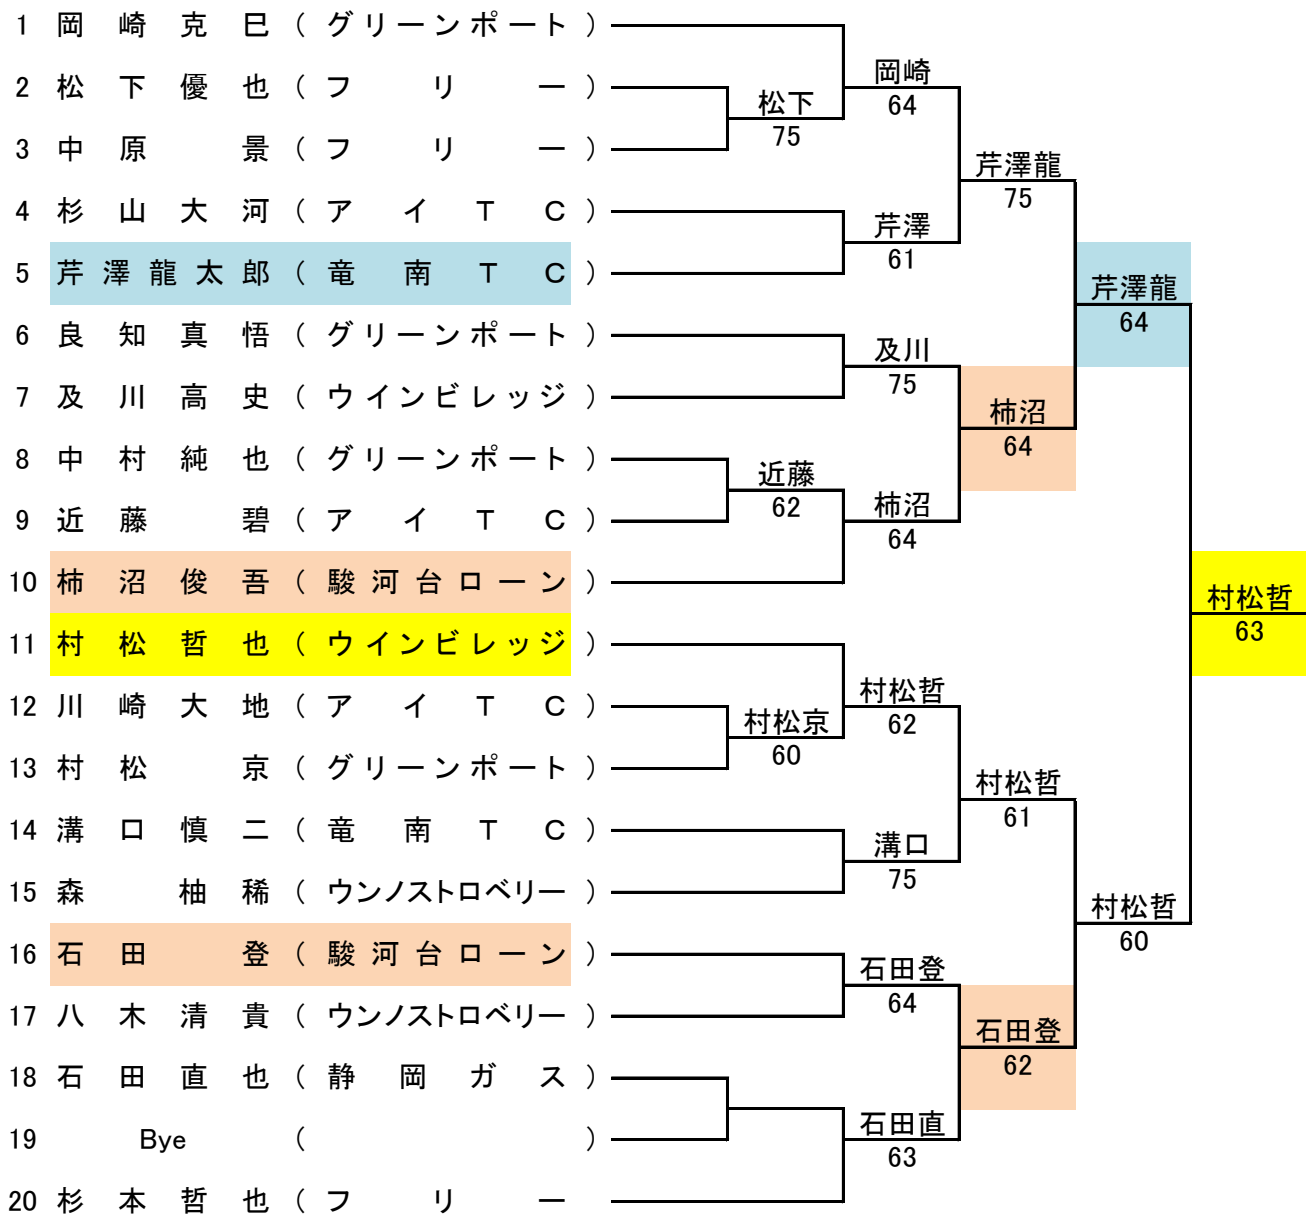 1 岡崎克巳 (グリーンポート)
岡崎
64
2 松下優也 (フリー)
松下
75
3 中原景 (フリー)
芹澤龍
75
4 杉山大河 (アイTC)
芹澤
61
5 芹澤龍太郎 (竜南TC)
芹澤龍
64
6 良知真悟 (グリーンポート)
及川
75
7 及川高史 (ウインビレッジ)
柿沼
64
8 中村純也 (グリーンポート)
近藤
62
9 近藤碧 (アイTC)
柿沼
64
10 柿沼俊吾 (駿河台ローン)
村松哲
63
11 村松哲也 (ウインビレッジ)
村松哲
62
12 川崎大地 (アイTC)
村松京
60
13 村松京 (グリーンポート)
村松哲
61
14 溝口慎二 (竜南TC)
溝口
75
15 森柚稀 (ウンノストロベリー)
村松哲
60
16 石田登 (駿河台ローン)
石田登
64
17 八木清貴 (ウンノストロベリー)
石田登
62
18 石田直也 (静岡ガス)
19 Bye ( )
石田直
63
20 杉本哲也 (フリー